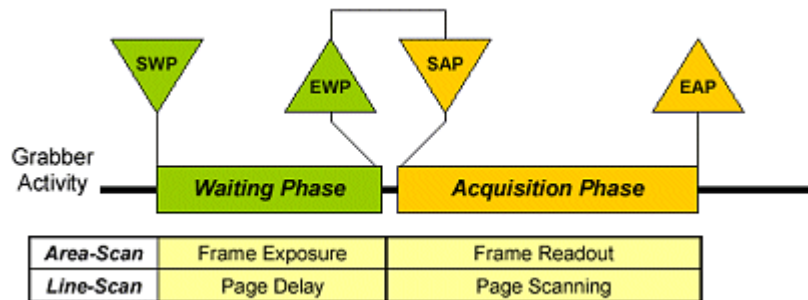 SWP
EWP
SAP
EAP
Grabber
Activity
Waiting Phase
Acquisition Phase
Area-Scan Frame Exposure Frame Readout
Line-Scan Page Delay Page Scanning